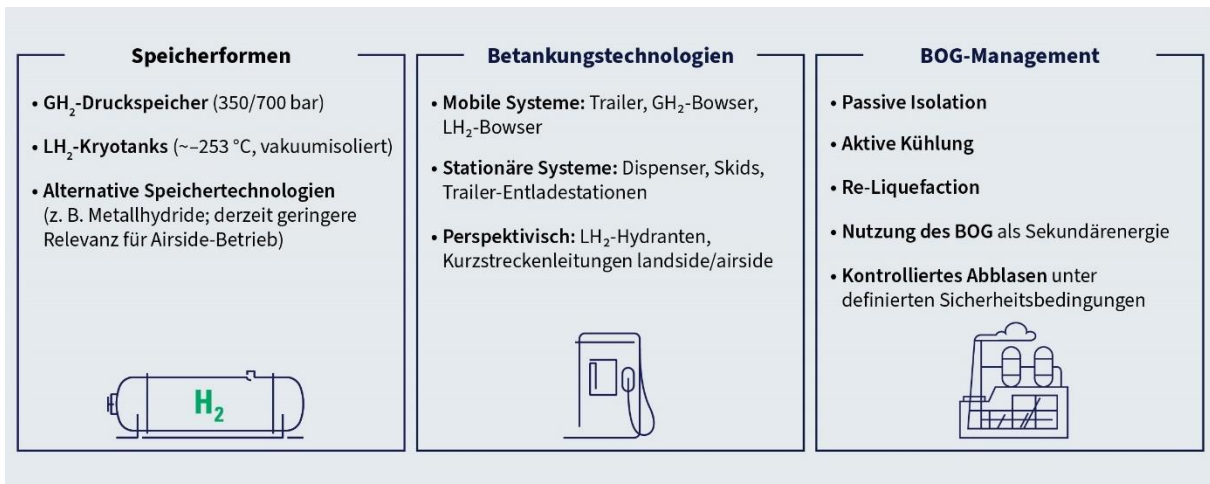 Speicherformen
• GH₂-Druckspeicher (350/700 bar)
• LH₂-Kryotanks (~–253 °C, vakuumisoliert)
• Alternative Speichertechnologien
(z. B. Metallhydride; derzeit geringere
Relevanz für Airside-Betrieb)
H₂
Betankungstechnologien
• Mobile Systeme: Trailer, GH₂-Bowser,
LH₂-Bowser
• Stationäre Systeme: Dispenser, Skids,
Trailer-Entladestationen
• Perspektivisch: LH₂-Hydranten,
Kurzstreckenleitungen landside/airside
BOG-Management
• Passive Isolation
• Aktive Kühlung
• Re-Liquefaction
• Nutzung des BOG als Sekundärenergie
• Kontrolliertes Abblasen unter
definierten Sicherheitsbedingungen